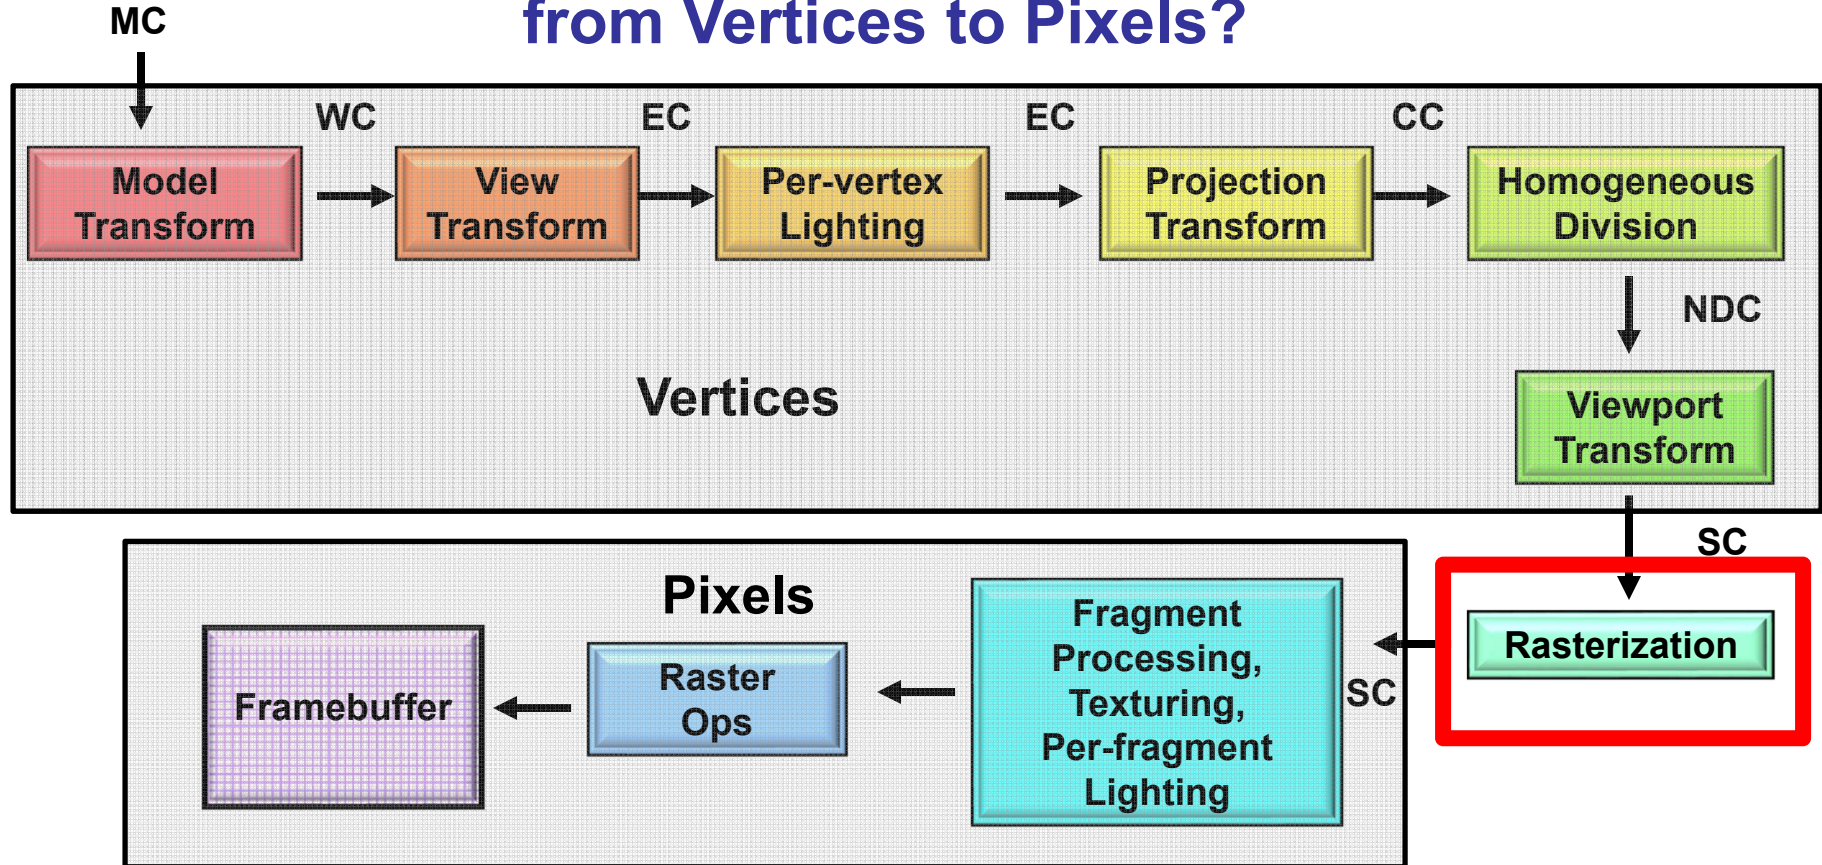 from Vertices to Pixels?
MC
WC
EC
EC
CC
Model
Transform
View
Transform
Per-vertex
Lighting
Projection
Transform
Homogeneous
Division
NDC
Vertices
Viewport
Transform
SC
Pixels
Rasterization
SC
Fragment
Processing,
Texturing,
Per-fragment
Lighting
Raster
Ops
Framebuffer